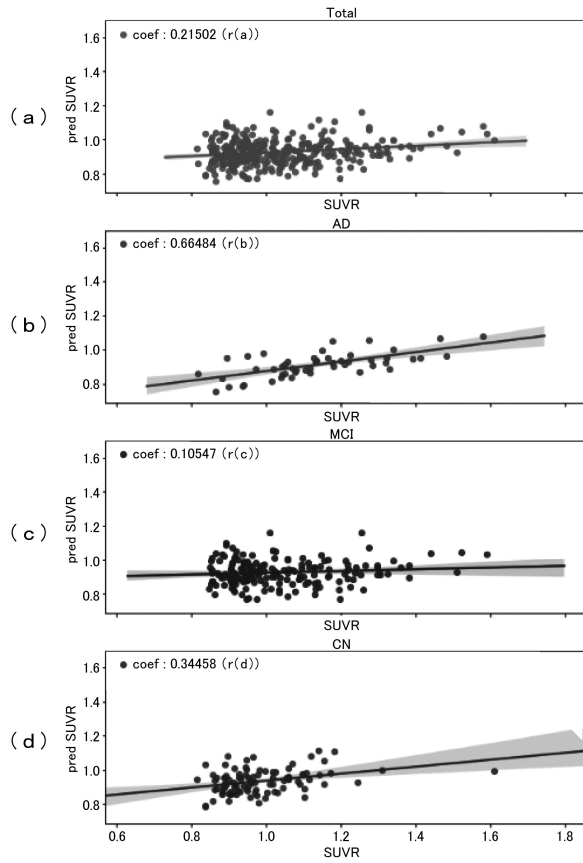 Total
coef : 0.21502 (r(a))
(a)
pred SUVR
1.6
1.4
1.2
1.0
0.8
SUVR
AD
coef : 0.66484 (r(b))
(b)
pred SUVR
1.6
1.4
1.2
1.0
0.8
SUVR
MCI
coef : 0.10547 (r(c))
(c)
pred SUVR
1.6
1.4
1.2
1.0
0.8
SUVR
CN
coef : 0.34458 (r(d))
(d)
pred SUVR
1.6
1.4
1.2
1.0
0.8
0.6 0.8 1.0 1.2 1.4 1.6 1.8
SUVR